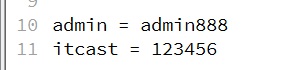 9
10 admin = admin888
11 itcast = 123456